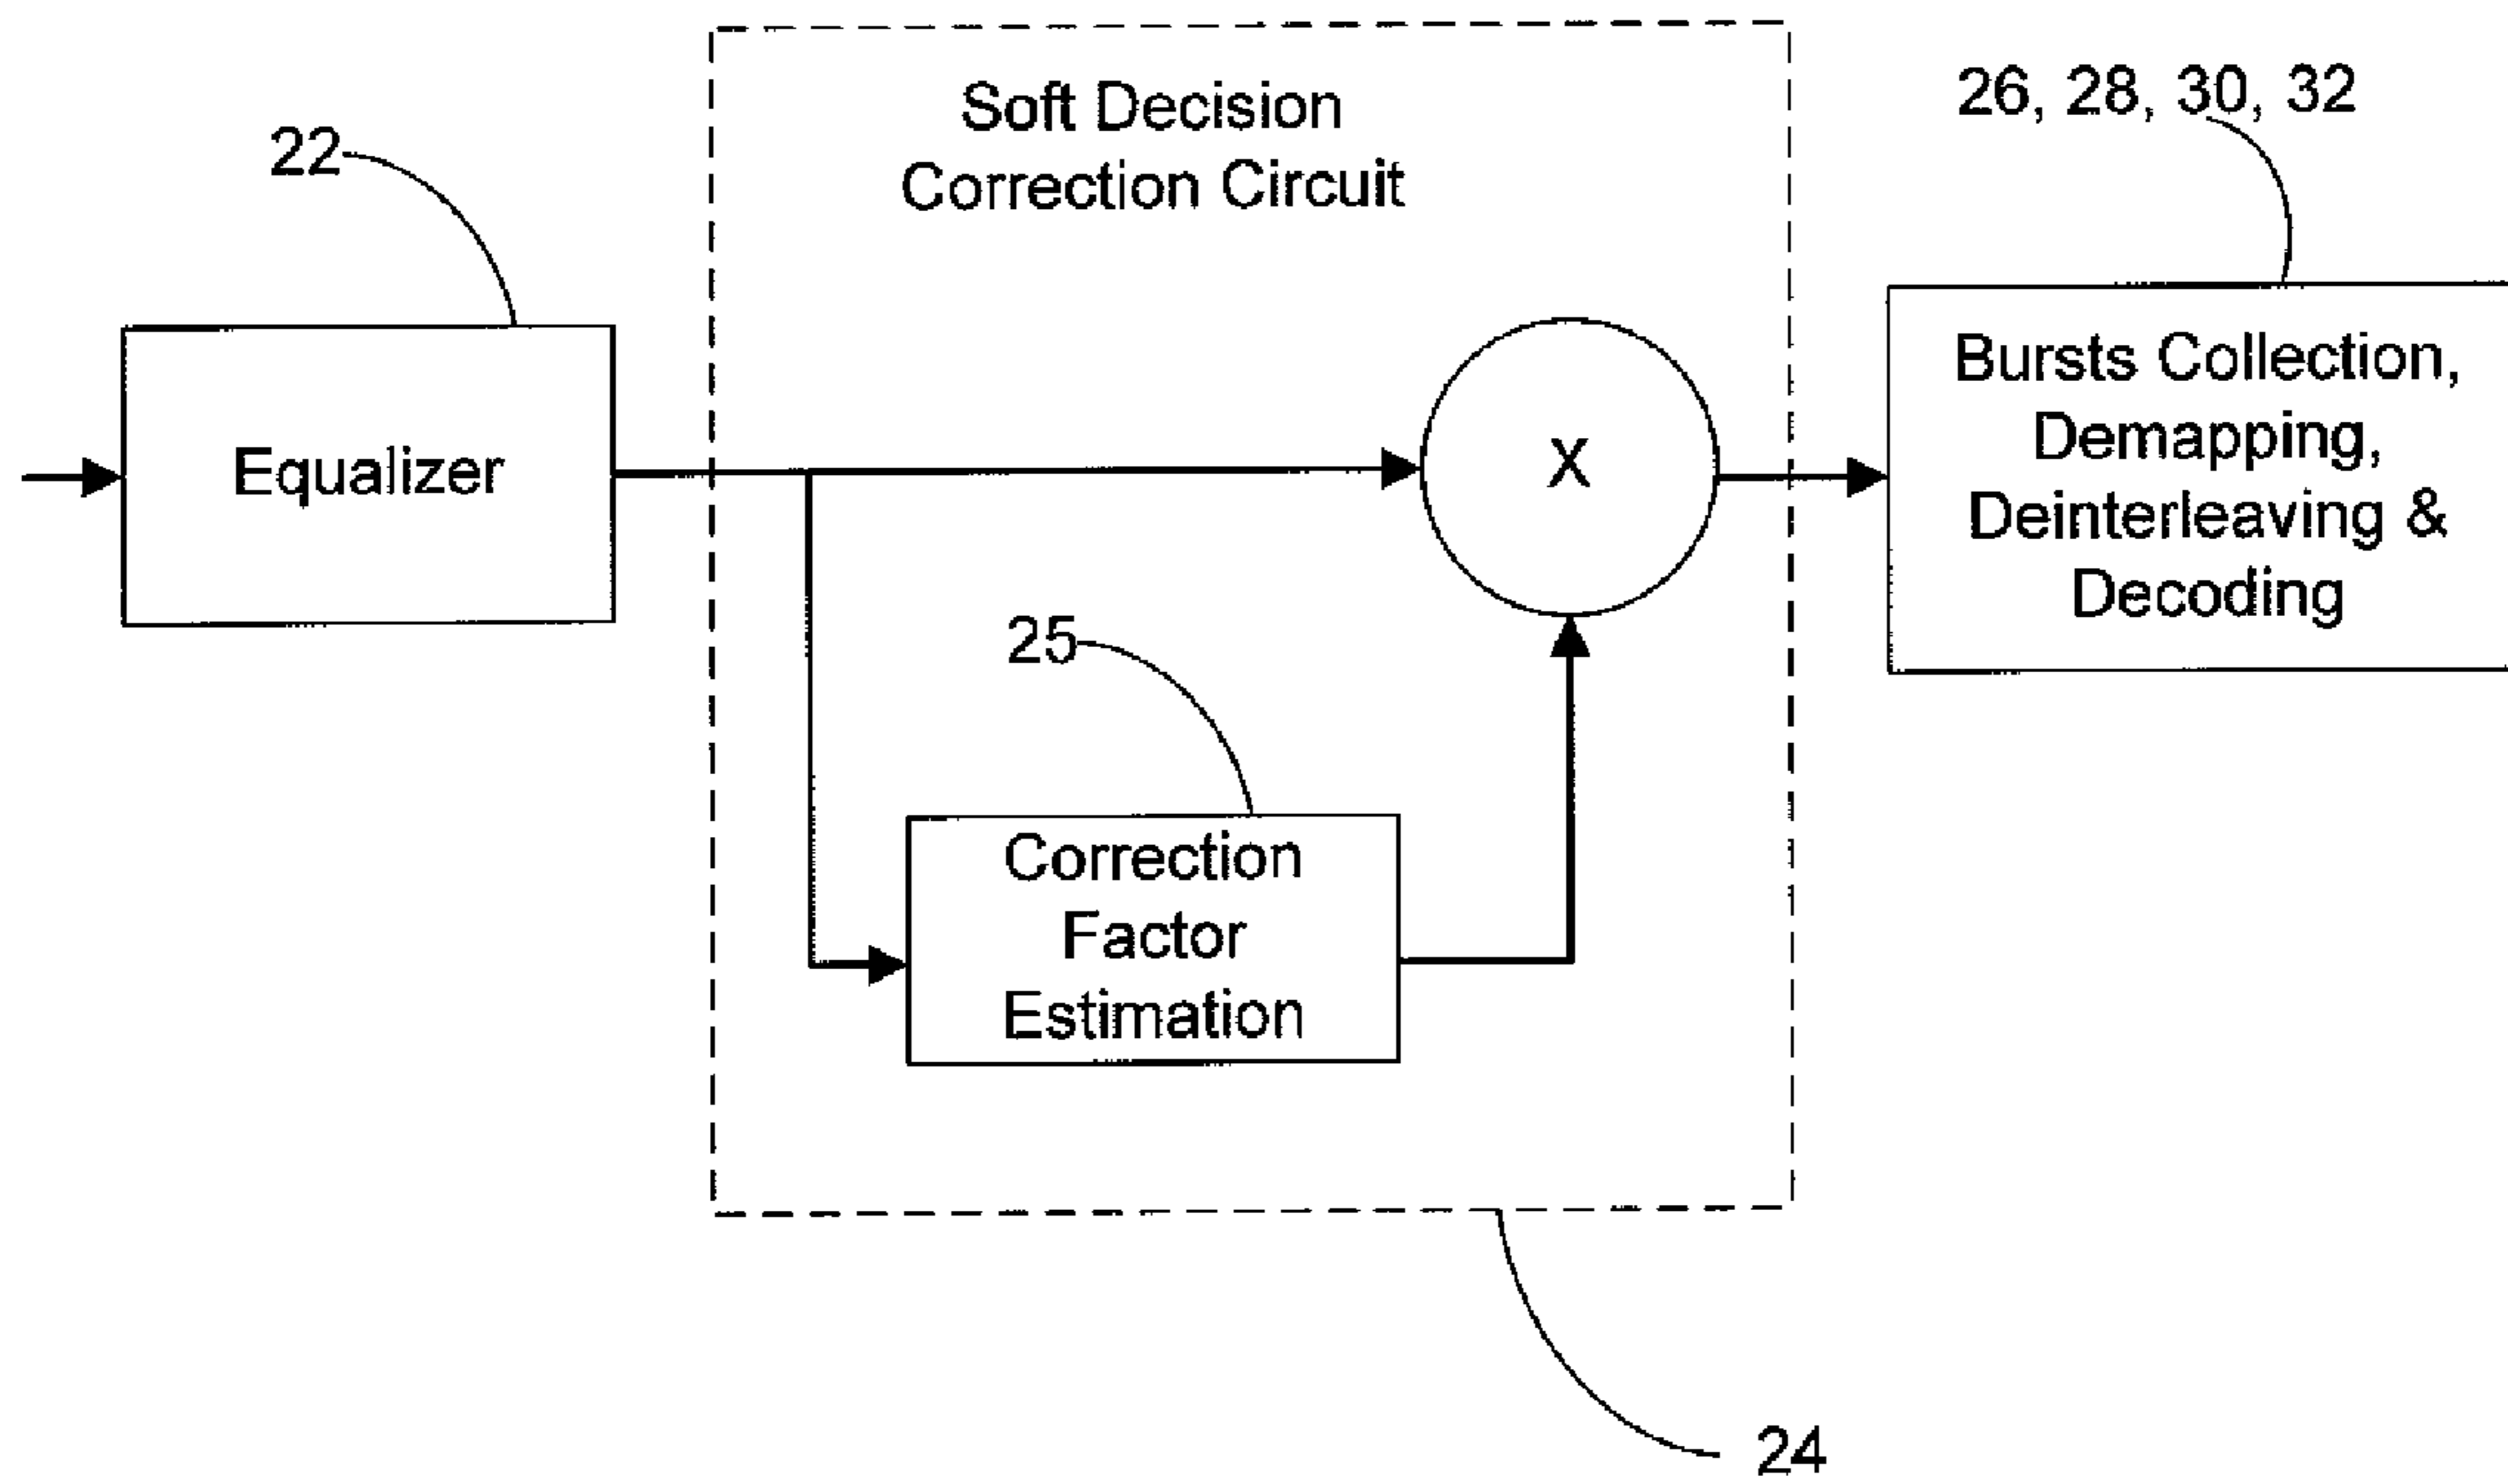 Soft Decision
Correction Circuit
26, 28, 30, 32
22
Equalizer
X
Bursts Collection,
Demapping,
Deinterleaving &
Decoding
25
Correction
Factor
Estimation
24